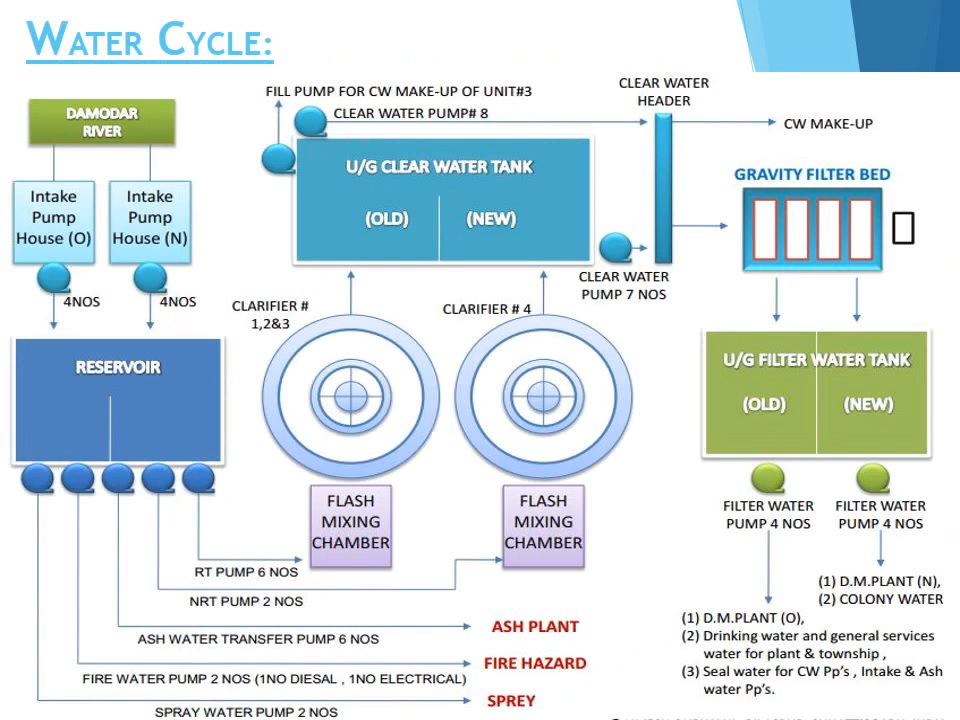 WATER CYCLE:
FILL PUMP FOR CW MAKE-UP OF UNIT#3
CLEAR WATER PUMP# 8
CLEAR WATER
HEADER
CW MAKE-UP
DAMODAR
RIVER
Intake
Pump
House (O)
Intake
Pump
House (N)
4NOS
4NOS
U/G CLEAR WATER TANK
(OLD)
(NEW)
GRAVITY FILTER BED
CLEAR WATER
PUMP 7 NOS
CLARIFIER #
1,2&3
CLARIFIER # 4
RESERVOIR
U/G FILTER WATER TANK
(OLD)
(NEW)
FLASH
MIXING
CHAMBER
FLASH
MIXING
CHAMBER
FILTER WATER
PUMP 4 NOS
FILTER WATER
PUMP 4 NOS
RT PUMP 6 NOS
NRT PUMP 2 NOS
ASH WATER TRANSFER PUMP 6 NOS
ASH PLANT
FIRE WATER PUMP 2 NOS (1NO DIESAL , 1NO ELECTRICAL)
FIRE HAZARD
SPRAY WATER PUMP 2 NOS
SPREY
(1) D.M.PLANT (N),
(2) COLONY WATER
(1) D.M.PLANT (O),
(2) Drinking water and general services
water for plant & township ,
(3) Seal water for CW Pp's , Intake & Ash
water Pp's.